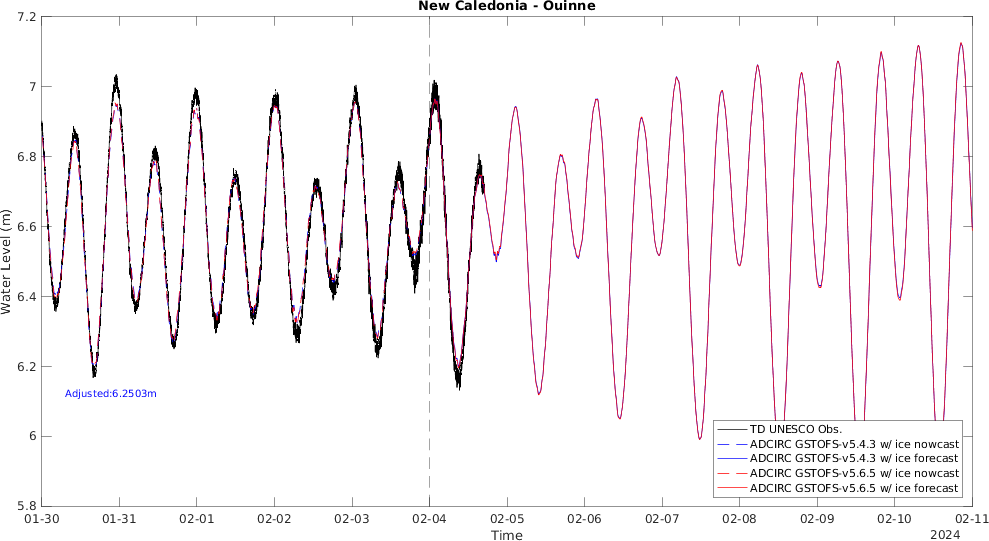 New Caledonia - Ouinne
7.2
7
6.8
6.6
6.4
6.2
6
5.8
Water Level (m)
Adjusted:6.2503m
TD UNESCO Obs.
ADCIRC GSTOFS-v5.4.3 w/ ice nowcast
ADCIRC GSTOFS-v5.4.3 w/ ice forecast
ADCIRC GSTOFS-v5.6.5 w/ ice nowcast
ADCIRC GSTOFS-v5.6.5 w/ ice forecast
01-30 01-31 02-01 02-02 02-03 02-04 02-05 02-06 02-07 02-08 02-09 02-10 02-11
Time
2024